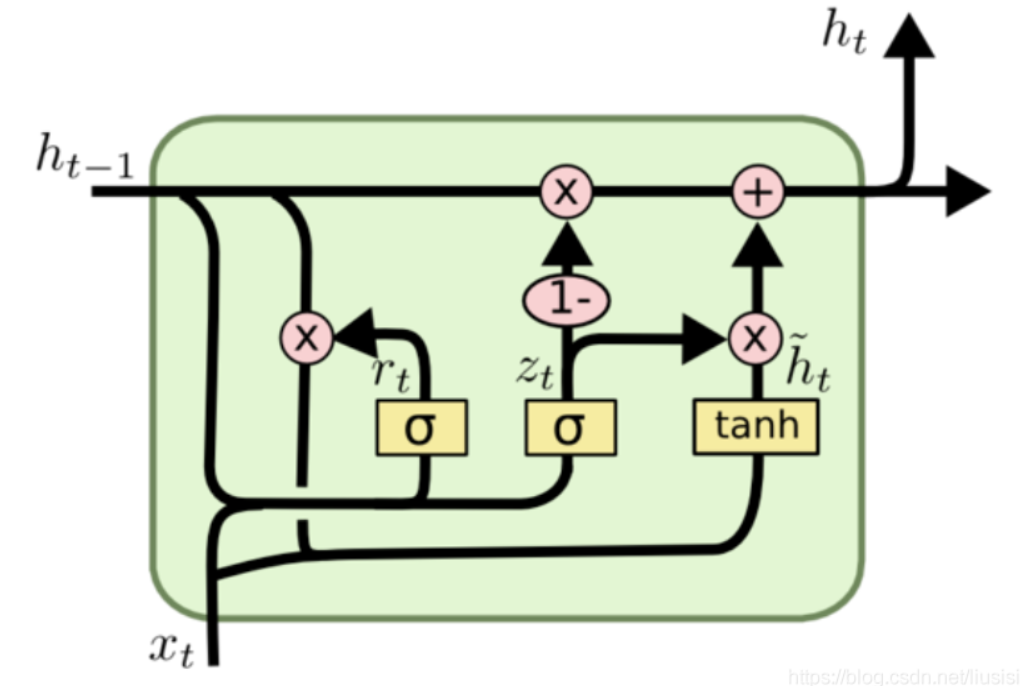 h_t
h_{t-1}
x +
1-
x x
r_t z_t h̃_t
σ σ tanh
x_t
https://blog.csdn.net/liusisi